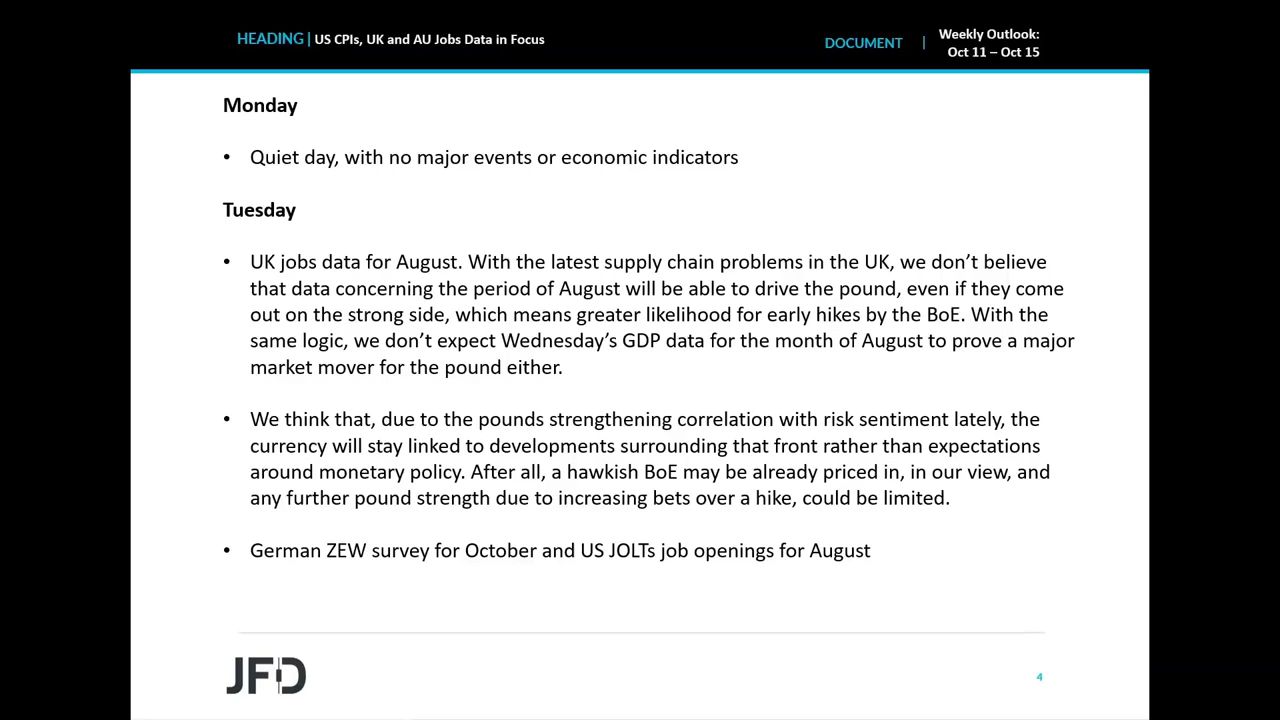 HEADING | US CPIs, UK and AU Jobs Data in Focus
DOCUMENT | Weekly Outlook:
Oct 11 – Oct 15
Monday
• Quiet day, with no major events or economic indicators
Tuesday
• UK jobs data for August. With the latest supply chain problems in the UK, we don’t believe
that data concerning the period of August will be able to drive the pound, even if they come
out on the strong side, which means greater likelihood for early hikes by the BoE. With the
same logic, we don’t expect Wednesday’s GDP data for the month of August to prove a major
market mover for the pound either.
• We think that, due to the pounds strengthening correlation with risk sentiment lately, the
currency will stay linked to developments surrounding that front rather than expectations
around monetary policy. After all, a hawkish BoE may be already priced in, in our view, and
any further pound strength due to increasing bets over a hike, could be limited.
• German ZEW survey for October and US JOLTs job openings for August
JFD
4